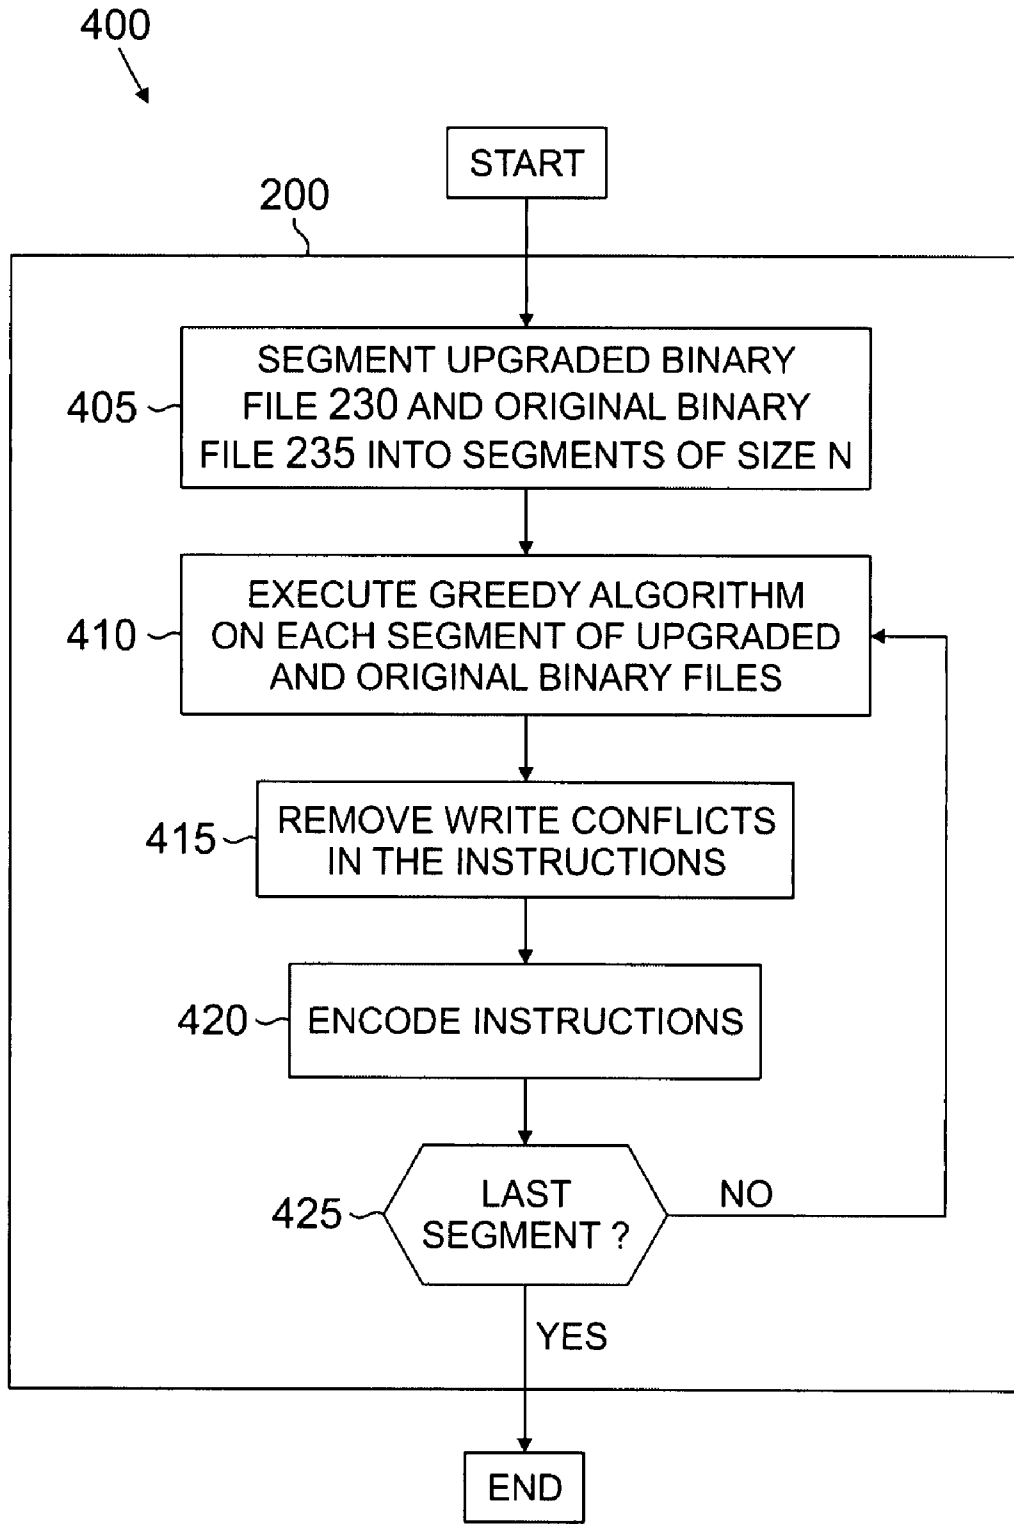 400
START
200
SEGMENT UPGRADED BINARY
FILE 230 AND ORIGINAL BINARY
FILE 235 INTO SEGMENTS OF SIZE N
405
EXECUTE GREEDY ALGORITHM
ON EACH SEGMENT OF UPGRADED
AND ORIGINAL BINARY FILES
410
REMOVE WRITE CONFLICTS
IN THE INSTRUCTIONS
415
420
ENCODE INSTRUCTIONS
LAST
SEGMENT ?
425
NO
YES
END